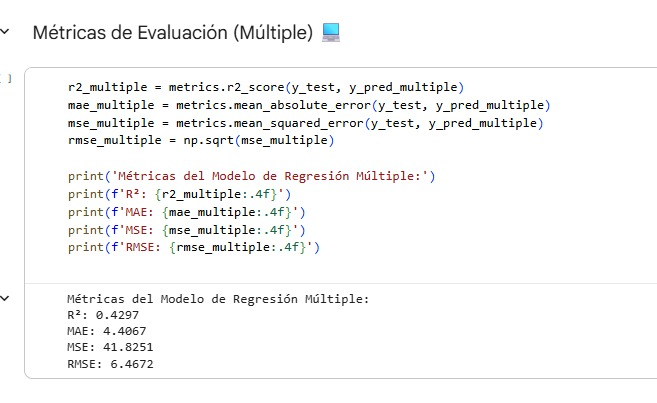 Métricas de Evaluación (Múltiple) 💻
[ ]
r2_multiple = metrics.r2_score(y_test, y_pred_multiple)
mae_multiple = metrics.mean_absolute_error(y_test, y_pred_multiple)
mse_multiple = metrics.mean_squared_error(y_test, y_pred_multiple)
rmse_multiple = np.sqrt(mse_multiple)
print('Métricas del Modelo de Regresión Múltiple:')
print(f'R²: {r2_multiple:.4f}')
print(f'MAE: {mae_multiple:.4f}')
print(f'MSE: {mse_multiple:.4f}')
print(f'RMSE: {rmse_multiple:.4f}')
Métricas del Modelo de Regresión Múltiple:
R²: 0.4297
MAE: 4.4067
MSE: 41.8251
RMSE: 6.4672